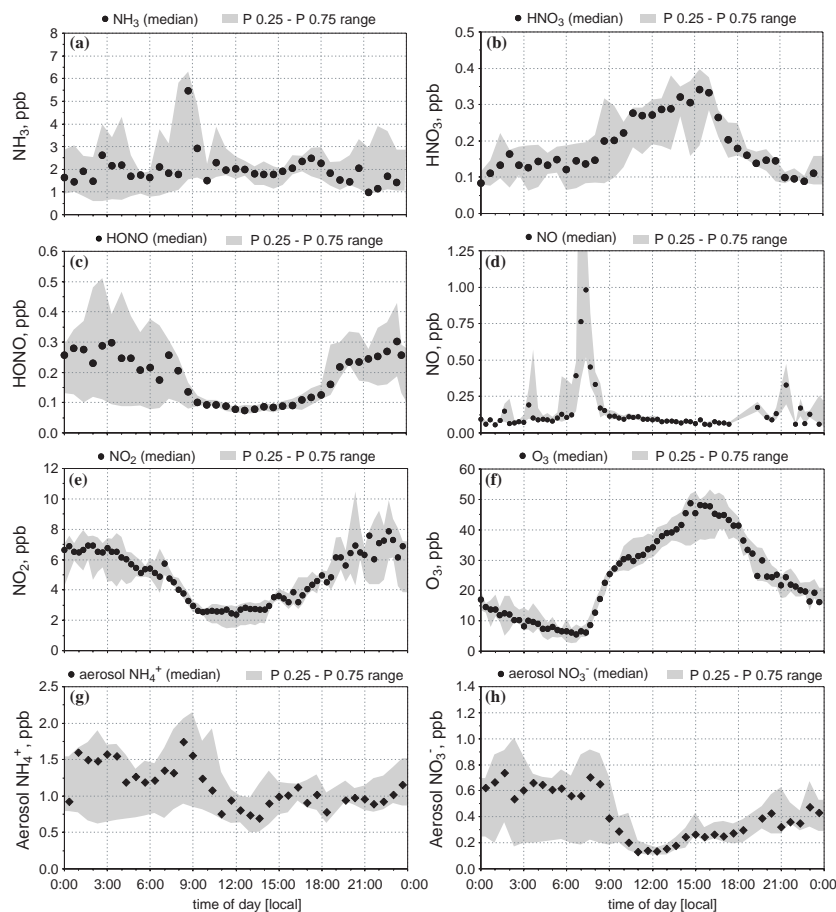 ● NH₃ (median) P 0.25 - P 0.75 range
(a)
NH₃, ppb
8
7
6
5
4
3
2
1
0
● HNO₃ (median) P 0.25 - P 0.75 range
(b)
HNO₃, ppb
0.5
0.4
0.3
0.2
0.1
0.0
● HONO (median) P 0.25 - P 0.75 range
(c)
HONO, ppb
0.6
0.5
0.4
0.3
0.2
0.1
0.0
● NO (median) P 0.25 - P 0.75 range
(d)
NO, ppb
1.25
1.00
0.75
0.50
0.25
0.00
● NO₂ (median) P 0.25 - P 0.75 range
(e)
NO₂, ppb
12
10
8
6
4
2
0
● O₃ (median) P 0.25 - P 0.75 range
(f)
O₃, ppb
60
50
40
30
20
10
0
◆ aerosol NH₄⁺ (median) P 0.25 - P 0.75 range
(g)
Aerosol NH₄⁺, ppb
2.5
2.0
1.5
1.0
0.5
0.0
0:00 3:00 6:00 9:00 12:00 15:00 18:00 21:00 0:00
time of day [local]
● aerosol NO₃⁻ (median) P 0.25 - P 0.75 range
(h)
Aerosol NO₃⁻, ppb
1.4
1.2
1.0
0.8
0.6
0.4
0.2
0.0
0:00 3:00 6:00 9:00 12:00 15:00 18:00 21:00 0:00
time of day [local]